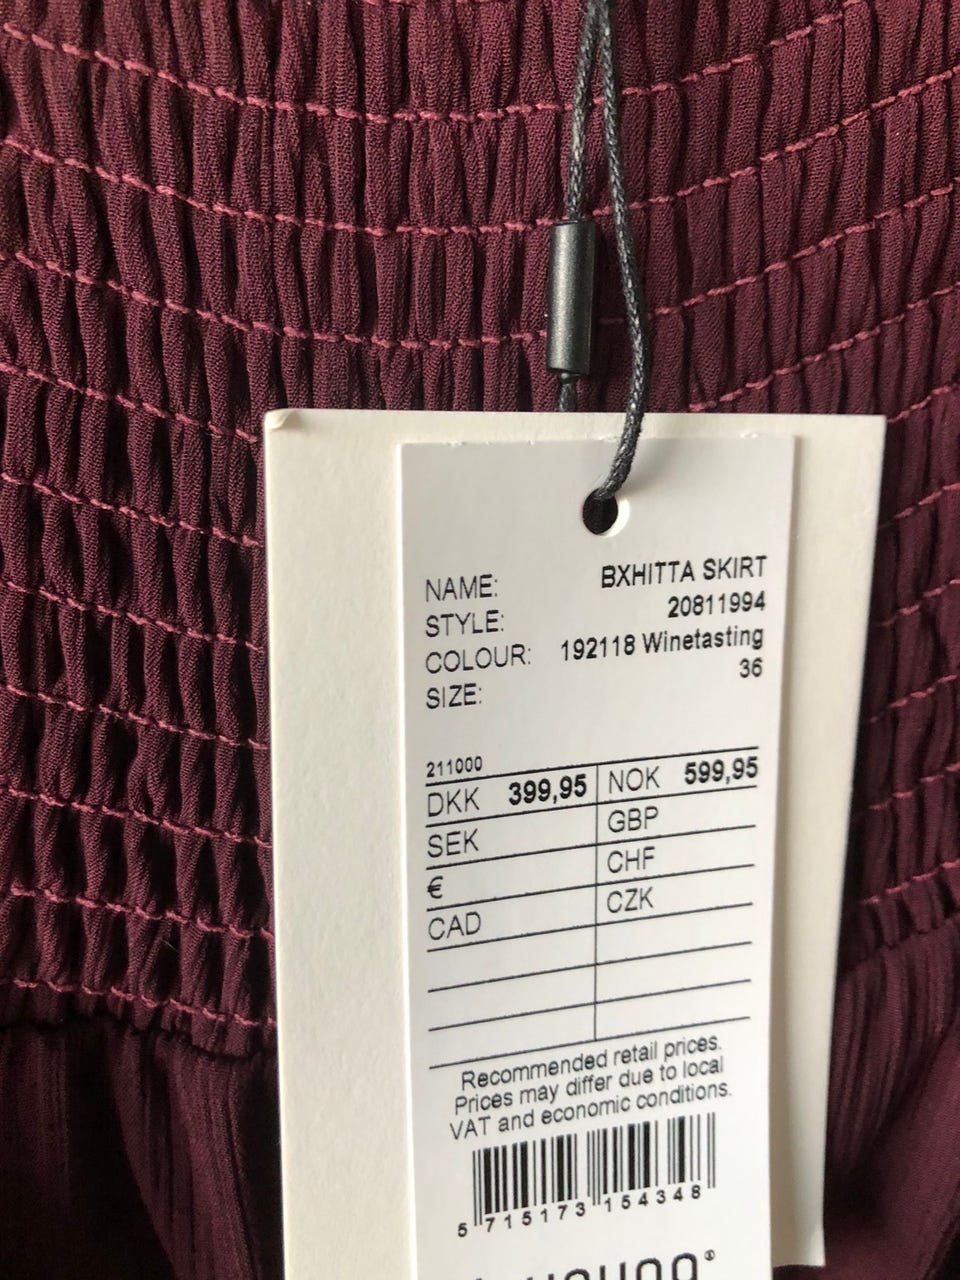 NAME: BXHITTA SKIRT
STYLE: 20811994
COLOUR: 192118 Winetasting
SIZE: 36
211000
DKK 399,95 NOK 599,95
SEK GBP
€ CHF
CAD CZK
Recommended retail prices.
Prices may differ due to local
VAT and economic conditions.
5 715173 154348